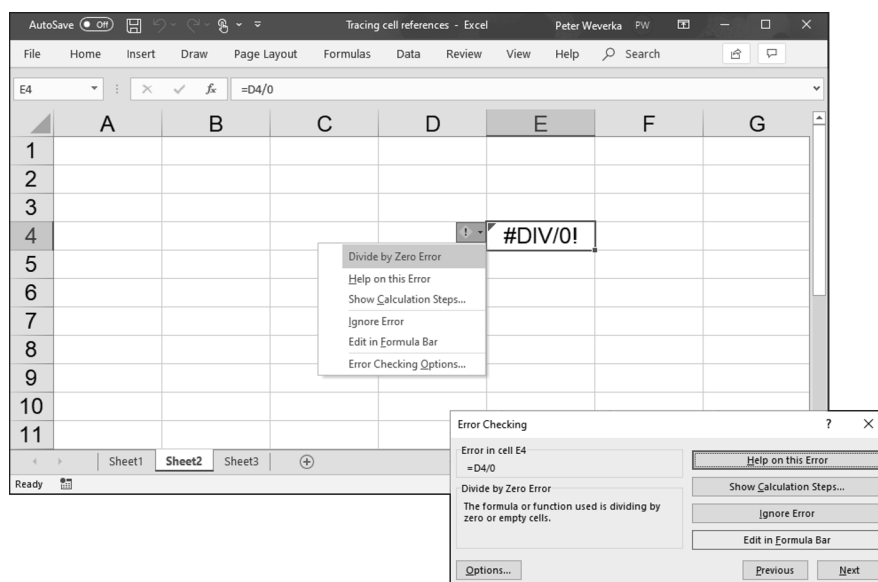 AutoSave Off Tracing cell references - Excel Peter Weverka PW
File Home Insert Draw Page Layout Formulas Data Review View Help Search
E4 fx =D4/0
A B C D E F G
1
2
3
4 ! #DIV/0!
5
6
7
8
9
10
11
Divide by Zero Error
Help on this Error
Show Calculation Steps...
Ignore Error
Edit in Formula Bar
Error Checking Options...
Sheet1 Sheet2 Sheet3
Ready
Error Checking ? ×
Error in cell E4
=D4/0
Divide by Zero Error
The formula or function used is dividing by
zero or empty cells.
Help on this Error
Show Calculation Steps...
Ignore Error
Edit in Formula Bar
Options... Previous Next